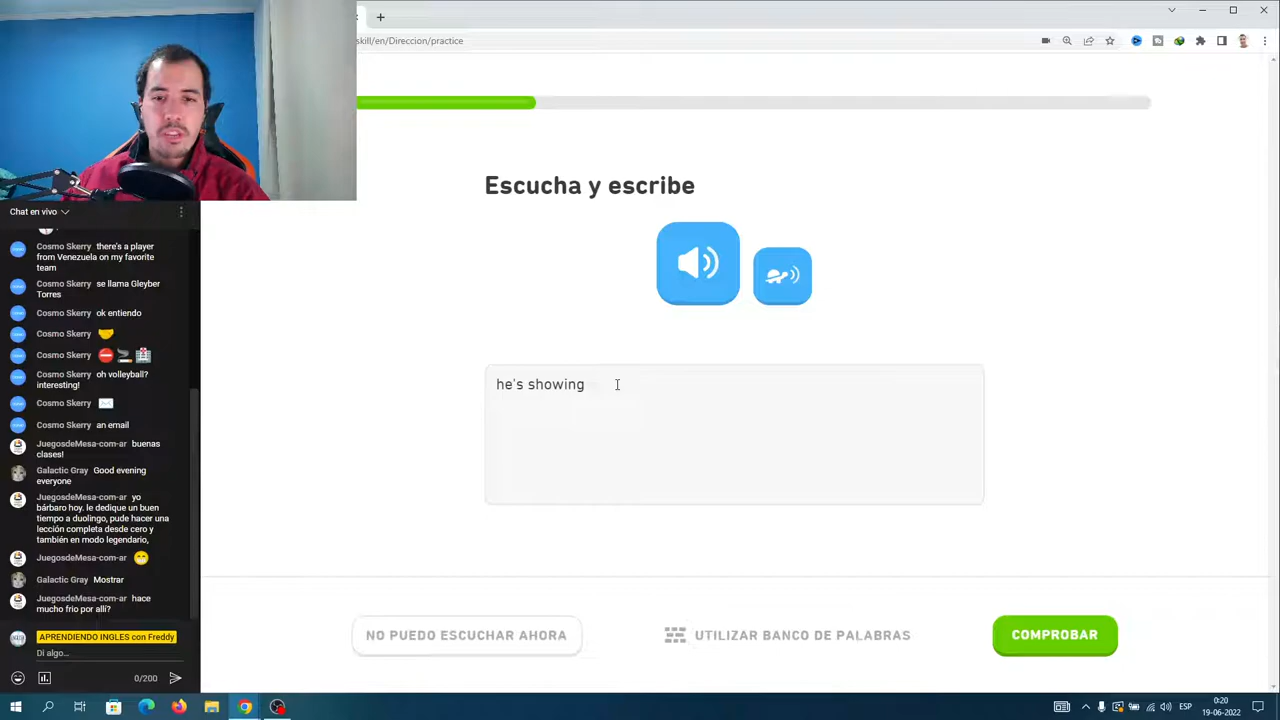 skill/en/Direccion/practice
Chat en vivo
Cosmo Skerry there's a player
from Venezuela on my favorite
team
Cosmo Skerry se llama Gleyber
Torres
Cosmo Skerry ok entiendo
Cosmo Skerry
Cosmo Skerry
Cosmo Skerry oh volleyball?
interesting!
Cosmo Skerry
Cosmo Skerry an email
JuegosdeMesa-com-ar buenas
clases!
Galactic Gray Good evening
everyone
JuegosdeMesa-com-ar yo
bárbaro hoy. le dedique un buen
tiempo a duolingo, pude hacer una
lección completa desde cero y
también en modo legendario,
JuegosdeMesa-com-ar
Galactic Gray Mostrar
JuegosdeMesa-com-ar hace
mucho frio por allí?
APRENDIENDO INGLES con Freddy
Di algo...
0/200
Escucha y escribe
he's showing
NO PUEDO ESCUCHAR AHORA
UTILIZAR BANCO DE PALABRAS
COMPROBAR
ESP
0:20
19-06-2022